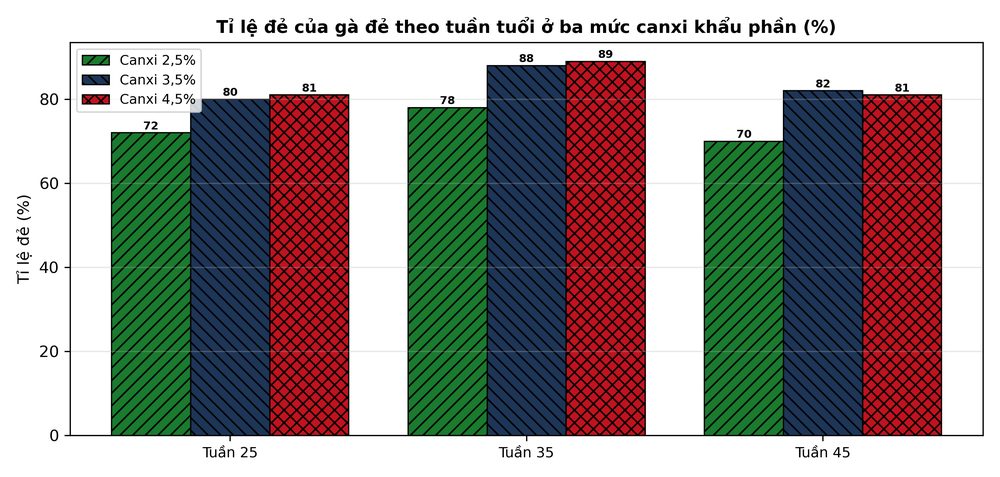 Tỉ lệ đẻ của gà đẻ theo tuần tuổi ở ba mức canxi khẩu phần (%)
Canxi 2,5%
Canxi 3,5%
Canxi 4,5%
Tỉ lệ đẻ (%)
80
60
40
20
0
72
80
81
78
88
89
70
82
81
Tuần 25
Tuần 35
Tuần 45